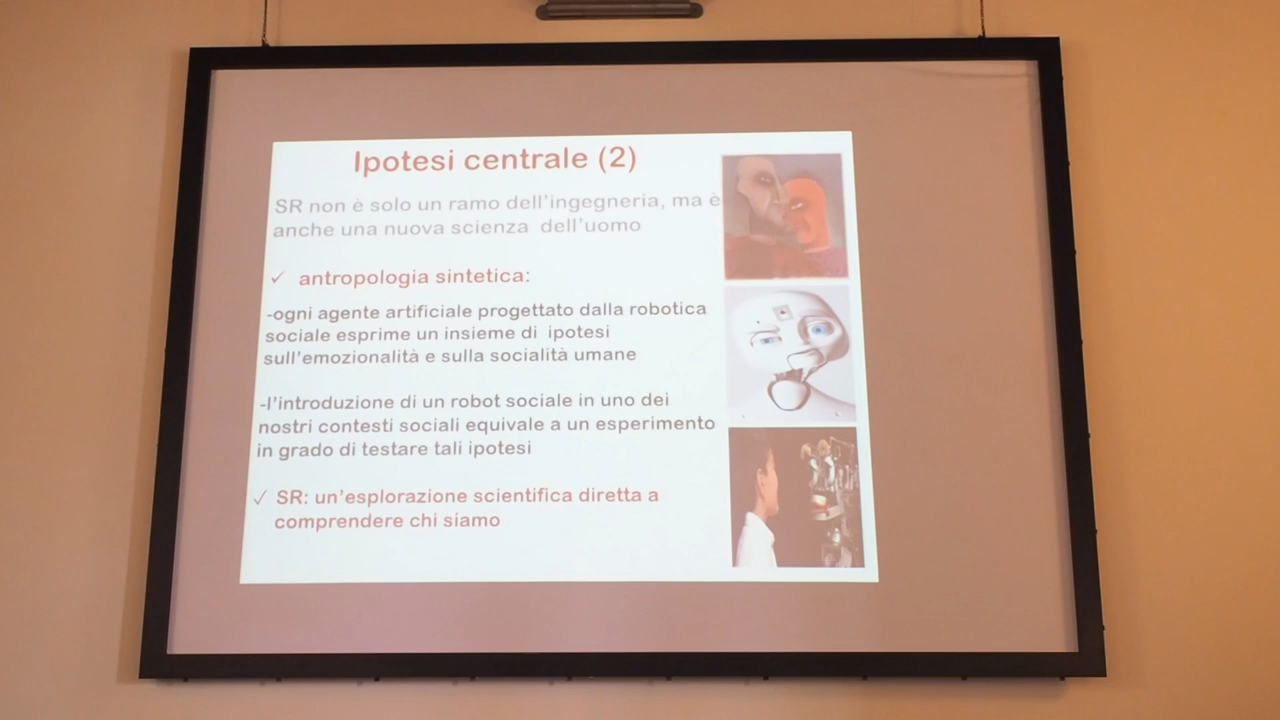 Ipotesi centrale (2)
SR non è solo un ramo dell'ingegneria, ma è
anche una nuova scienza dell'uomo
✓ antropologia sintetica:
-ogni agente artificiale progettato dalla robotica
sociale esprime un insieme di ipotesi
sull'emozionalità e sulla socialità umane
-l'introduzione di un robot sociale in uno dei
nostri contesti sociali equivale a un esperimento
in grado di testare tali ipotesi
✓ SR: un'esplorazione scientifica diretta a
comprendere chi siamo